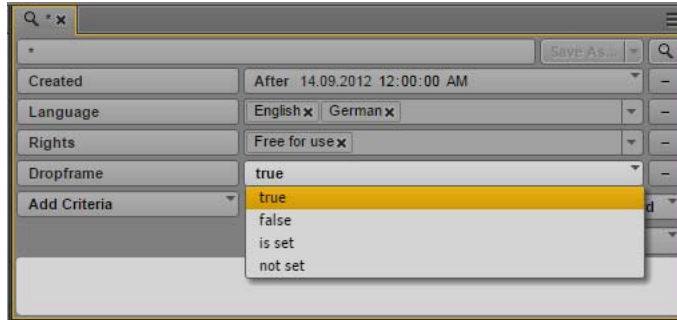 * x
*
Save As...
Created After 14.09.2012 12:00:00 AM
Language English x German x
Rights Free for use x
Dropframe true
Add Criteria true
false
is set
not set